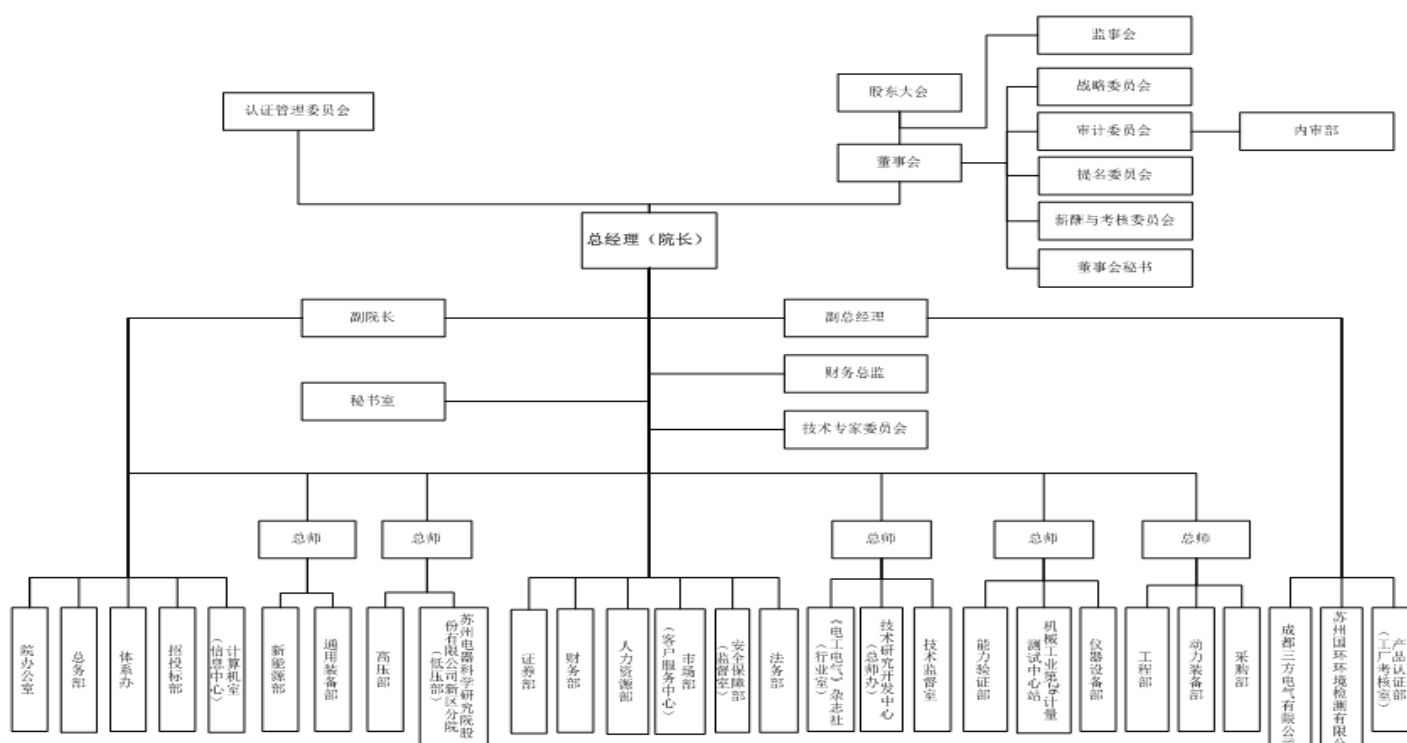 监事会
股东大会
战略委员会
认证管理委员会
审计委员会
内审部
董事会
提名委员会
薪酬与考核委员会
总经理（院长）
董事会秘书
副院长
副总经理
财务总监
秘书室
技术专家委员会
总师
总师
总师
总师
总师
院办公室
总务部
体系办
招投标部
计算机室
（信息中心）
新能源部
通用装备部
高压部
苏州电器科学研究院股
份有限公司新区分院
（低压部）
证券部
财务部
人力资源部
市场部
（客户服务中心）
安全保障部
（监督室）
法务部
《电工电气》杂志社
（行业室）
技术研究开发中心
（总师办）
技术监督室
能力验证部
机械工业第29计量
测试中心站
仪器设备部
工程部
动力装备部
采购部
成都三方电气有限公司
苏州国环环境检测有限公
产品认证部
（工厂考核室）